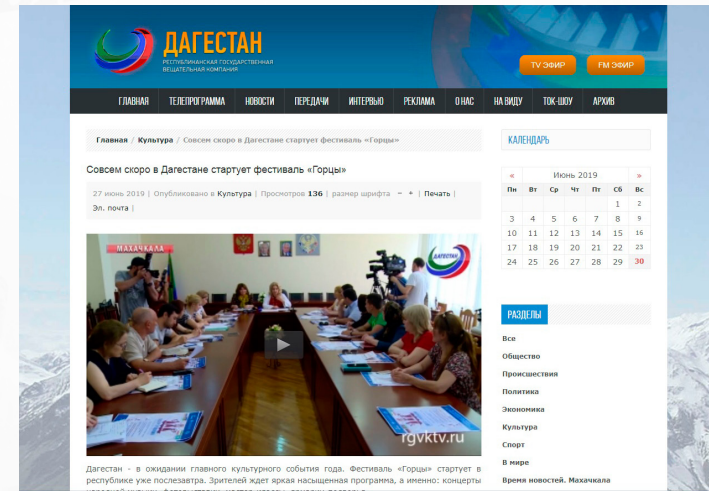 ДАГЕСТАН
РЕСПУБЛИКАНСКАЯ ГОСУДАРСТВЕННАЯ
ВЕЩАТЕЛЬНАЯ КОМПАНИЯ
TV ЭФИР FM ЭФИР
ГЛАВНАЯ ТЕЛЕПРОГРАММА НОВОСТИ ПЕРЕДАЧИ ИНТЕРВЬЮ РЕКЛАМА О НАС НА ВИДУ ТОК-ШОУ АРХИВ
Главная / Культура / Совсем скоро в Дагестане стартует фестиваль «Горцы»
Совсем скоро в Дагестане стартует фестиваль «Горцы»
27 июнь 2019 | Опубликовано в Культура | Просмотров 136 | размер шрифта − + | Печать |
Эл. почта |
МАХАЧКАЛА
ДАГЕСТАН
rgvktv.ru
Дагестан - в ожидании главного культурного события года. Фестиваль «Горцы» стартует в
республике уже послезавтра. Зрителей ждет яркая насыщенная программа, а именно: концерты
КАЛЕНДАРЬ
« Июнь 2019 »
Пн Вт Ср Чт Пт Сб Вс
1 2
3 4 5 6 7 8 9
10 11 12 13 14 15 16
17 18 19 20 21 22 23
24 25 26 27 28 29 30
РАЗДЕЛЫ
Все
Общество
Происшествия
Политика
Экономика
Культура
Спорт
В мире
Время новостей. Махачкала